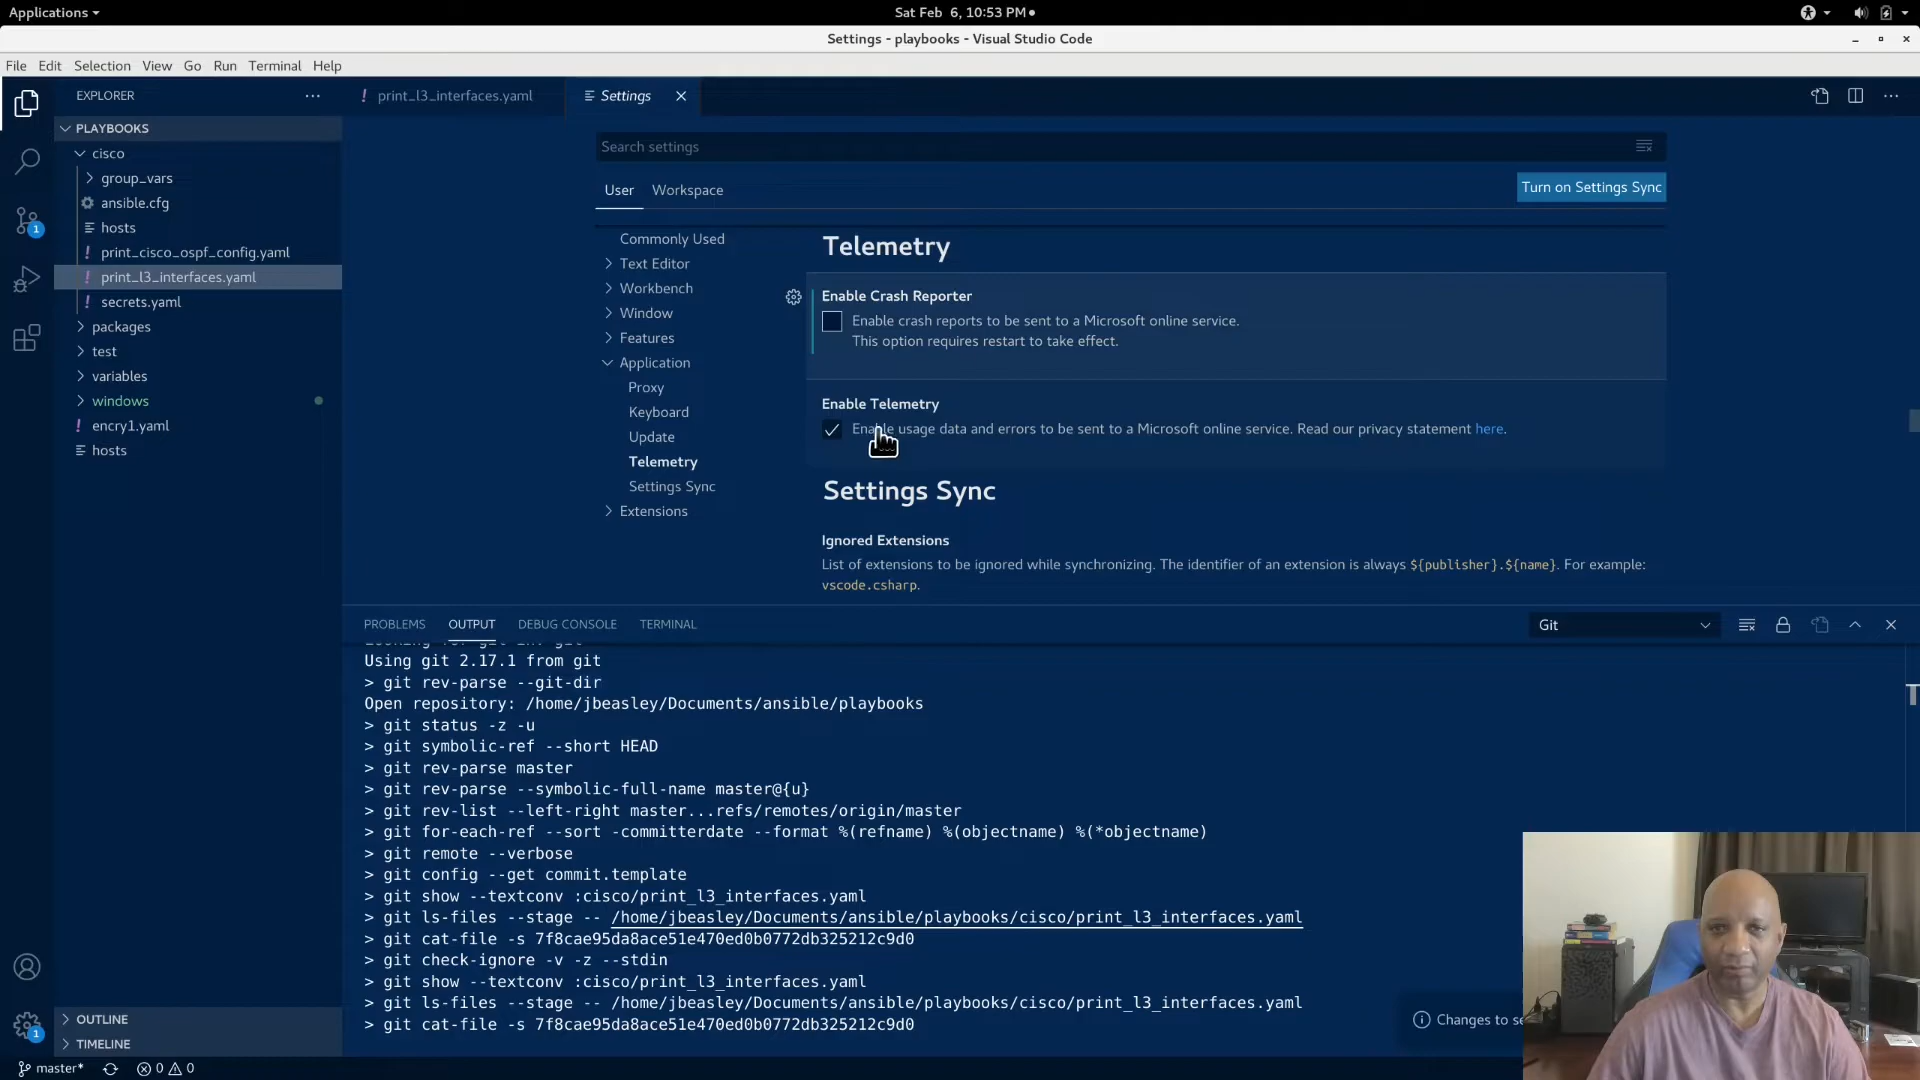 Applications
Sat Feb 6, 10:53 PM
Settings - playbooks - Visual Studio Code
File Edit Selection View Go Run Terminal Help
EXPLORER
PLAYBOOKS
cisco
group_vars
ansible.cfg
hosts
print_cisco_ospf_config.yaml
print_l3_interfaces.yaml
secrets.yaml
packages
test
variables
windows
encry1.yaml
hosts
OUTLINE
TIMELINE
1
1
print_l3_interfaces.yaml
Settings
Search settings
User Workspace
Turn on Settings Sync
Commonly Used
Text Editor
Workbench
Window
Features
Application
Proxy
Keyboard
Update
Telemetry
Settings Sync
Extensions
Telemetry
Enable Crash Reporter
Enable crash reports to be sent to a Microsoft online service.
This option requires restart to take effect.
Enable Telemetry
Enable usage data and errors to be sent to a Microsoft online service. Read our privacy statement here.
Settings Sync
Ignored Extensions
List of extensions to be ignored while synchronizing. The identifier of an extension is always ${publisher}.${name}. For example:
vscode.csharp.
PROBLEMS OUTPUT DEBUG CONSOLE TERMINAL
Git
Using git 2.17.1 from git
> git rev-parse --git-dir
Open repository: /home/jbeasley/Documents/ansible/playbooks
> git status -z -u
> git symbolic-ref --short HEAD
> git rev-parse master
> git rev-parse --symbolic-full-name master@{u}
> git rev-list --left-right master...refs/remotes/origin/master
> git for-each-ref --sort -committerdate --format %(refname) %(objectname) %(*objectname)
> git remote --verbose
> git config --get commit.template
> git show --textconv :cisco/print_l3_interfaces.yaml
> git ls-files --stage -- /home/jbeasley/Documents/ansible/playbooks/cisco/print_l3_interfaces.yaml
> git cat-file -s 7f8cae95da8ace51e470ed0b0772db325212c9d0
> git check-ignore -v -z --stdin
> git show --textconv :cisco/print_l3_interfaces.yaml
> git ls-files --stage -- /home/jbeasley/Documents/ansible/playbooks/cisco/print_l3_interfaces.yaml
> git cat-file -s 7f8cae95da8ace51e470ed0b0772db325212c9d0
Changes to se
master* 0 0